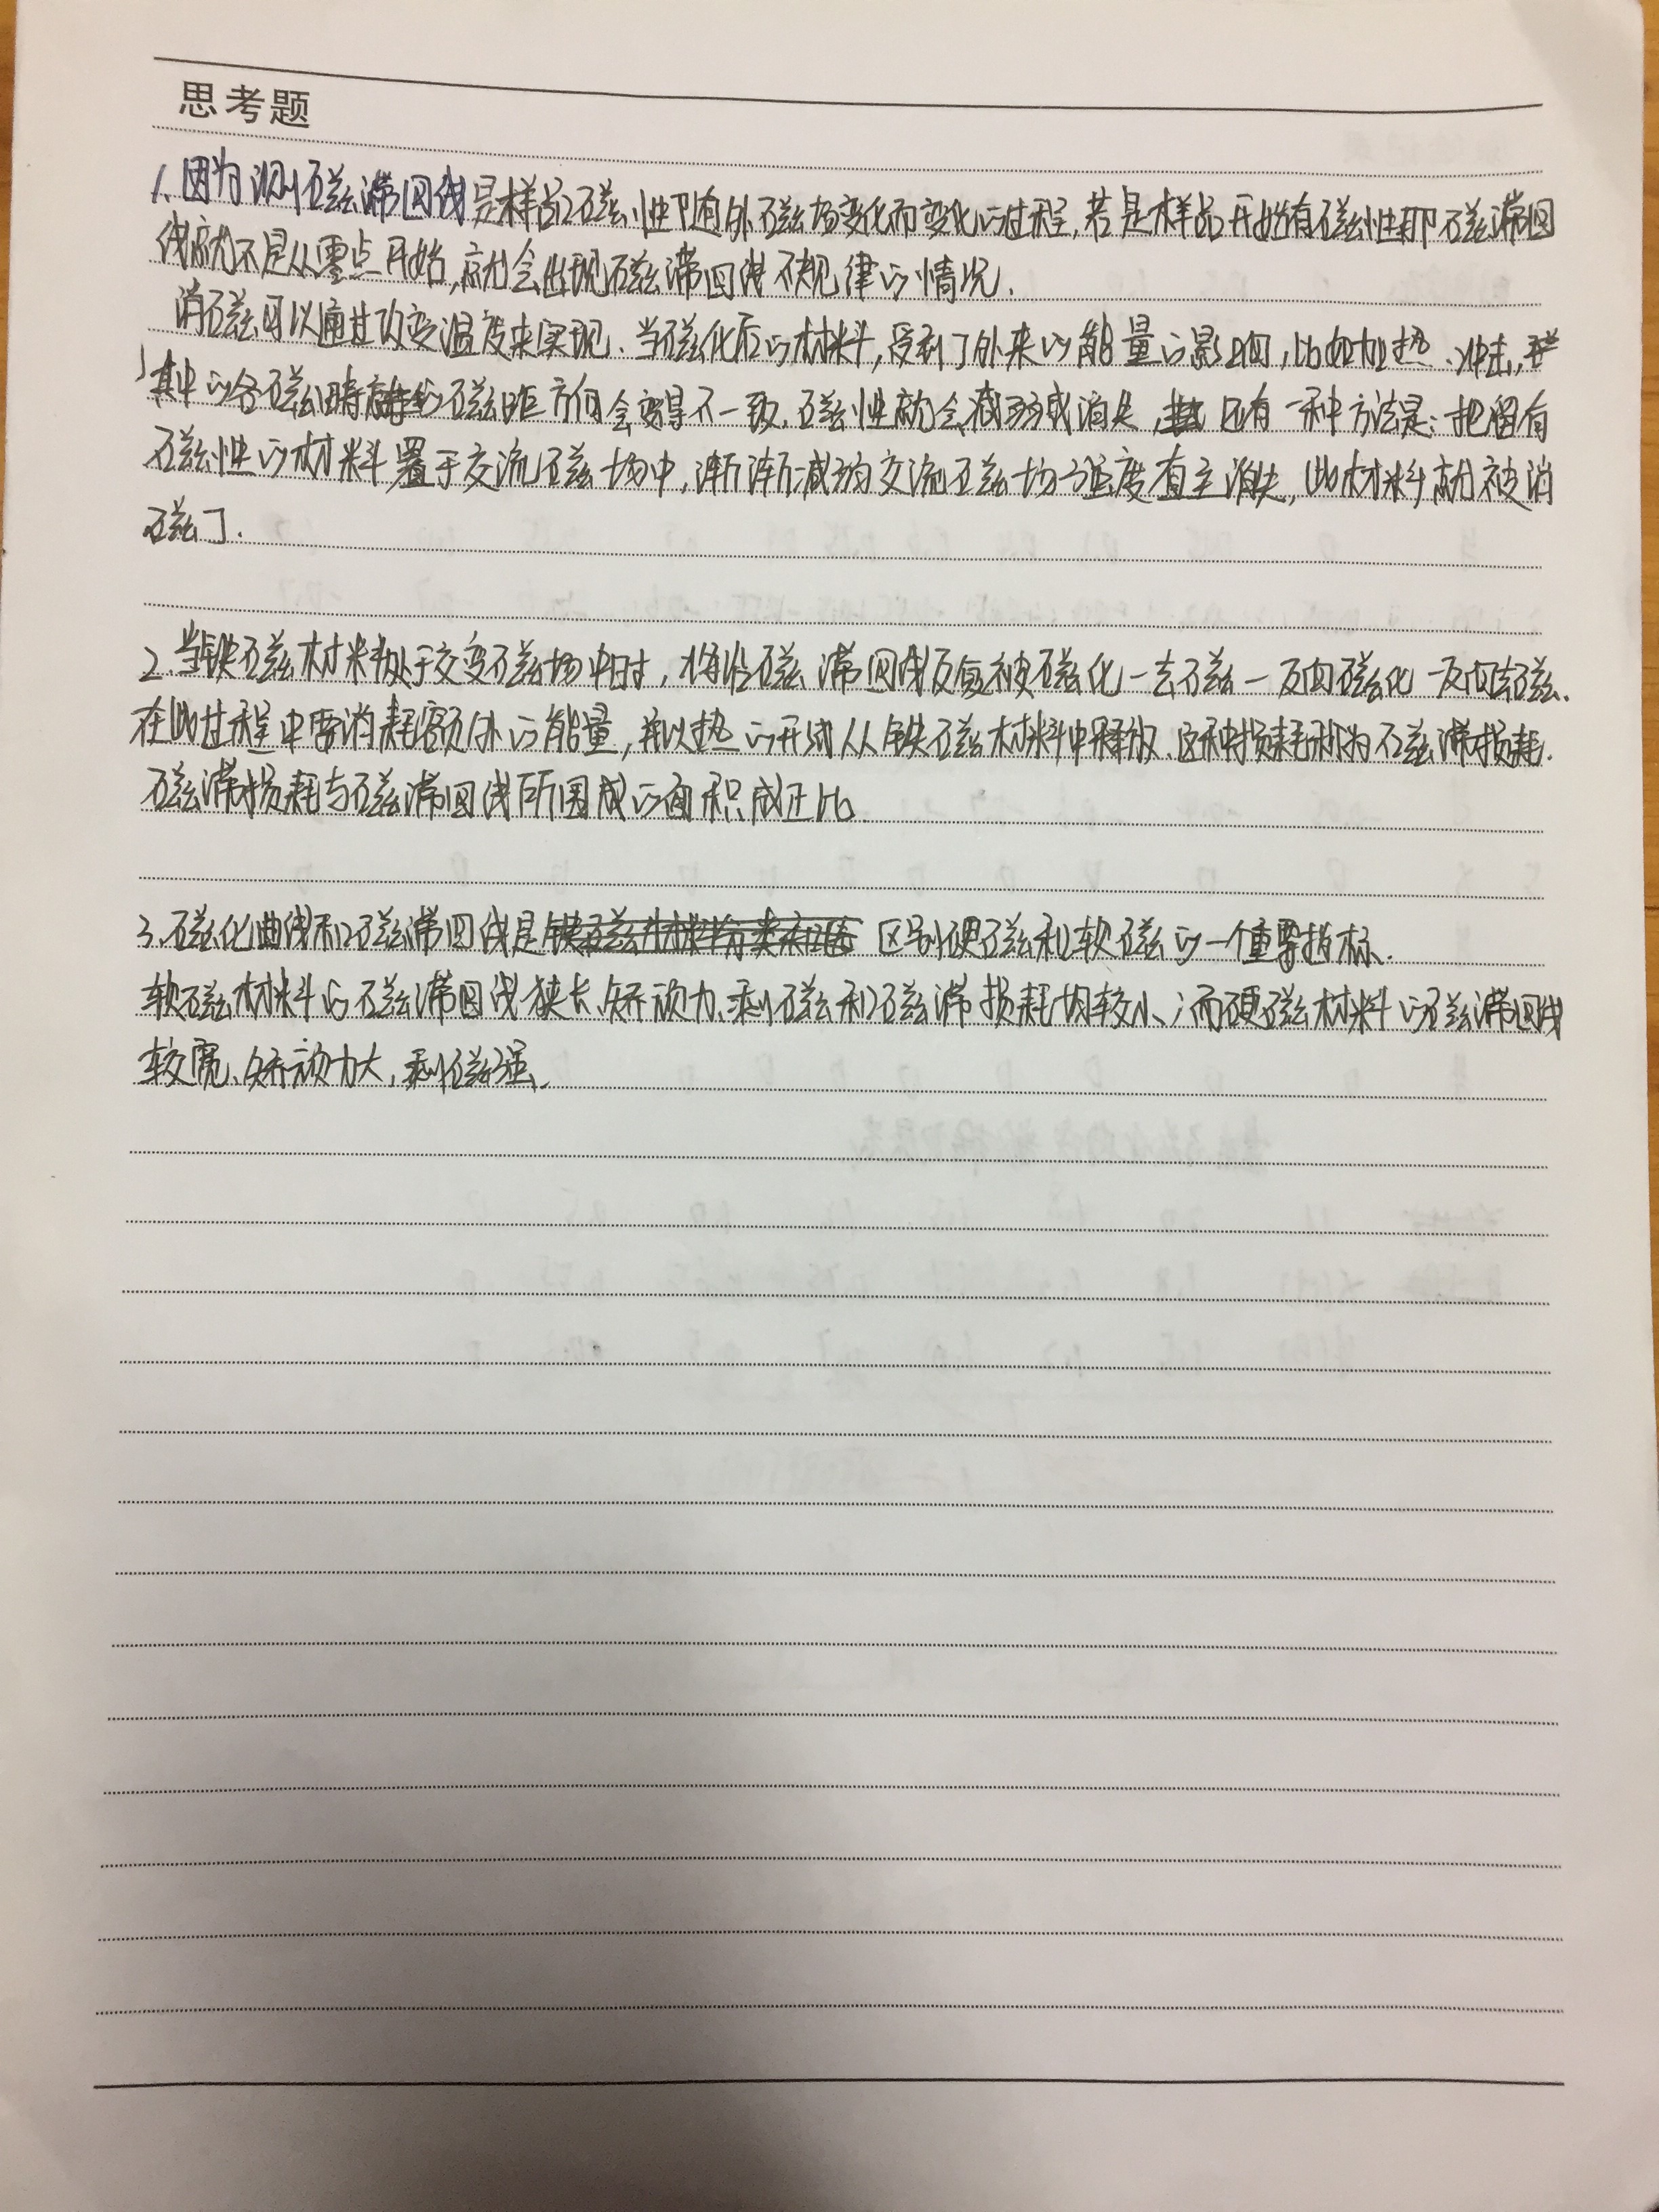 思考题
1. 因为测磁滞回线是样品磁性随外磁场变化而变化的过程,若是样品开始有磁性那磁滞回
线就不是从零点开始,就会出现磁滞回线不规律的情况.
消磁可以通过改变温度来实现、当磁化后的材料,受到了外来的能量的影响,比如加热、冲击,
其中的各磁畴的磁矩方向会变得不一致,磁性就会减弱或消失,还有一种方法是:把留有
磁性的材料置于交流磁场中,渐渐减弱交流磁场强度直至消失,此材料就被消
磁了.
2. 当铁磁材料处于交变磁场中时,将沿磁滞回线反复被磁化—去磁—反向磁化—反向去磁.
在此过程中要消耗额外的能量,并以热的形式从铁磁材料中释放.这种损耗称为磁滞损耗.
磁滞损耗与磁滞回线所围成的面积成正比.
3. 磁化曲线和磁滞回线是 区别硬磁和软磁的一个重要指标.
软磁材料的磁滞回线狭长、矫顽力、剩磁和磁滞损耗均较小、;而硬磁材料的磁滞回线
较宽、矫顽力大,剩磁强.